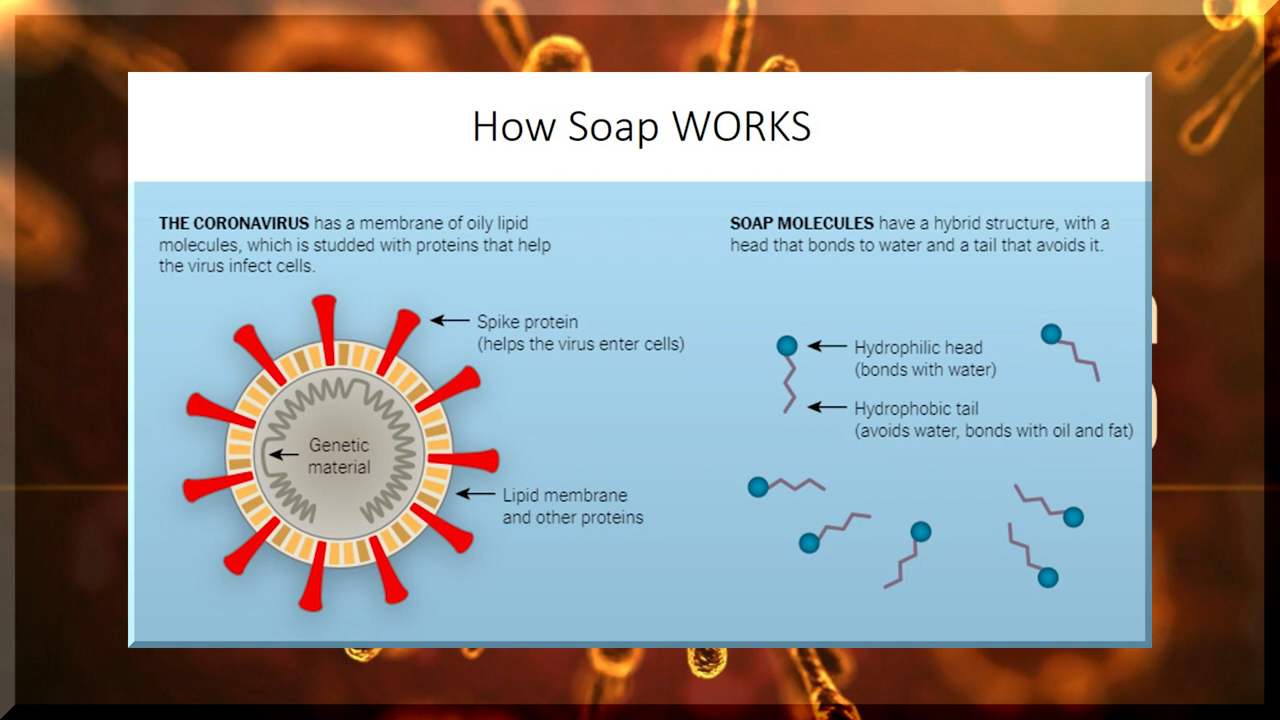 How Soap WORKS
THE CORONAVIRUS has a membrane of oily lipid
molecules, which is studded with proteins that help
the virus infect cells.
Spike protein
(helps the virus enter cells)
Genetic
material
Lipid membrane
and other proteins
SOAP MOLECULES have a hybrid structure, with a
head that bonds to water and a tail that avoids it.
Hydrophilic head
(bonds with water)
Hydrophobic tail
(avoids water, bonds with oil and fat)